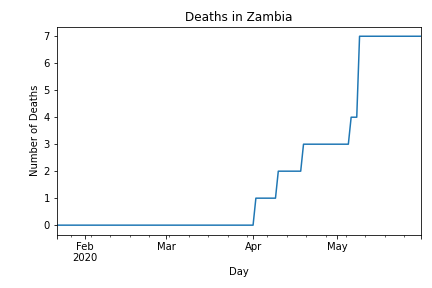 Deaths in Zambia
Number of Deaths
7
6
5
4
3
2
1
0
Feb
2020
Mar
Apr
May
Day